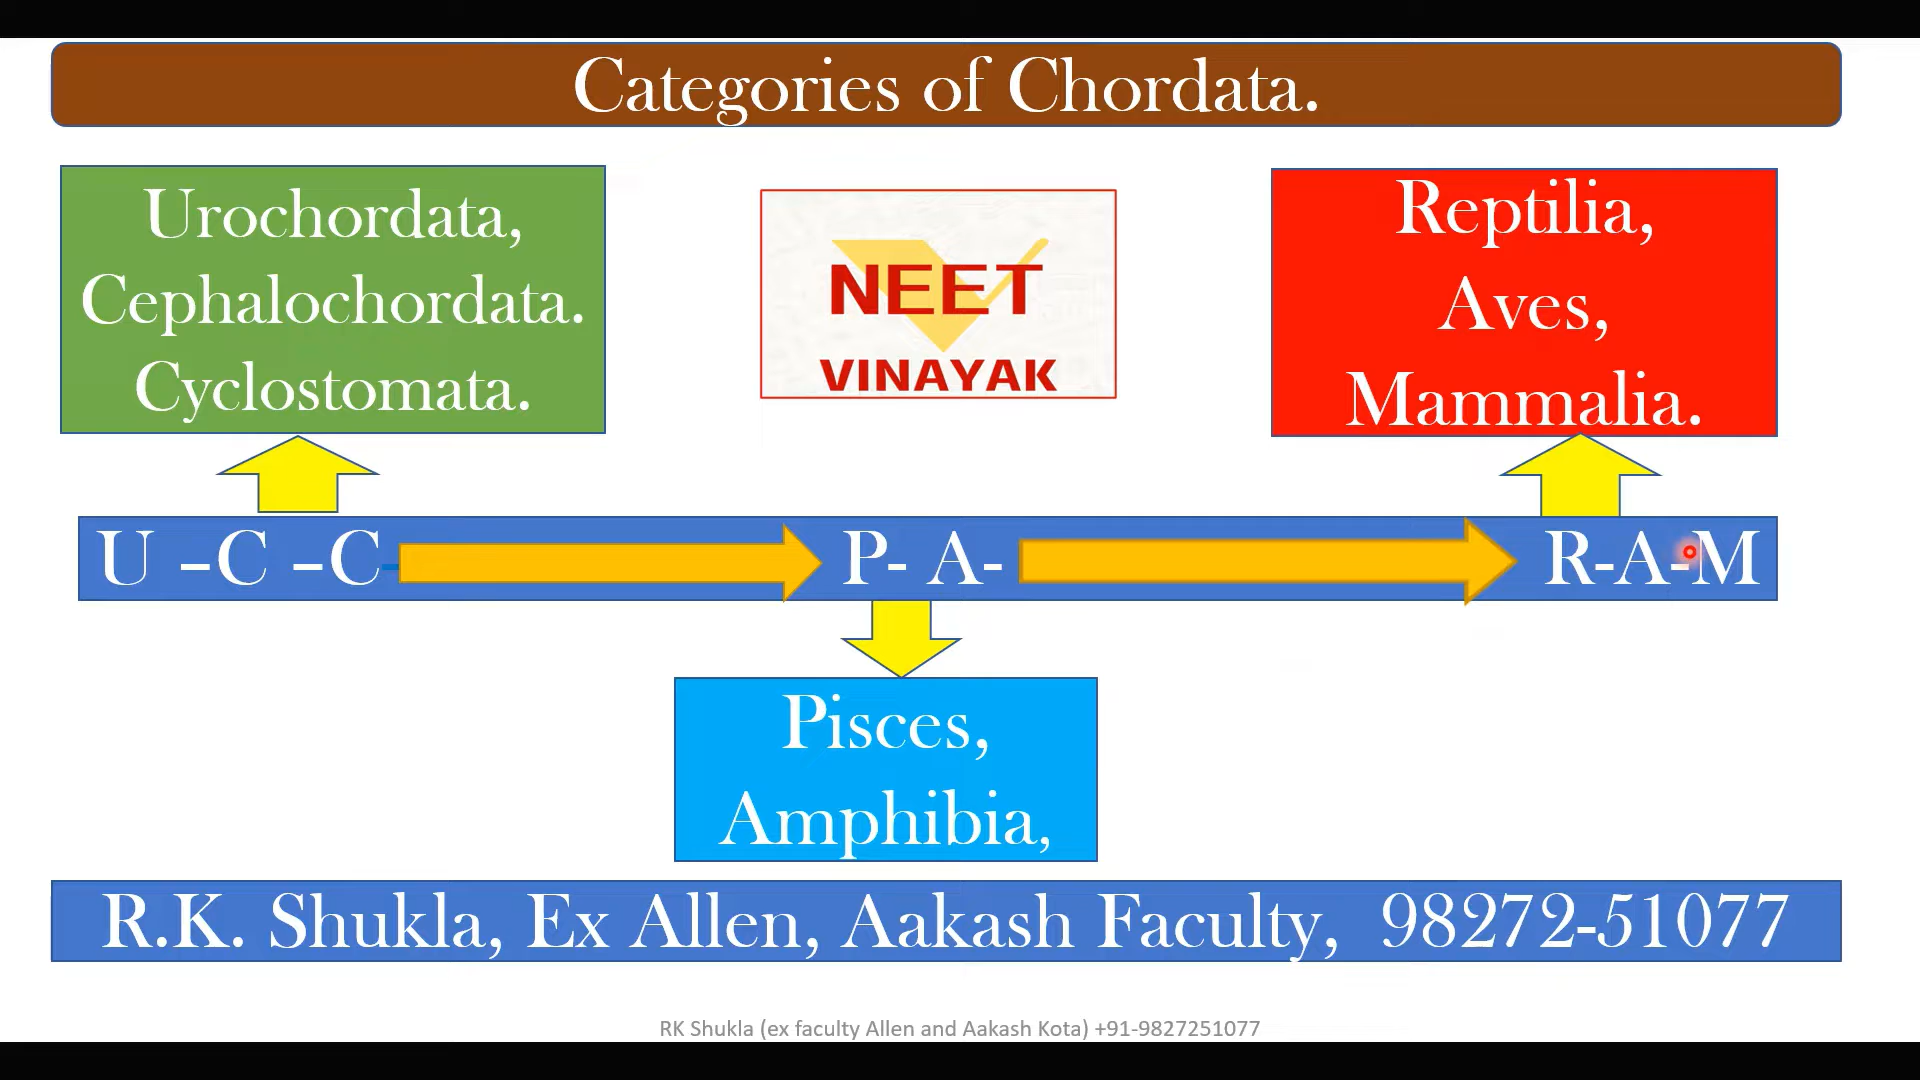 Categories of Chordata.
Urochordata,
Cephalochordata.
Cyclostomata.
NEET
VINAYAK
Reptilia,
Aves,
Mammalia.
U –C –C- P- A- R-A-M
Pisces,
Amphibia,
R.K. Shukla, Ex Allen, Aakash Faculty, 98272-51077
RK Shukla (ex faculty Allen and Aakash Kota) +91-9827251077